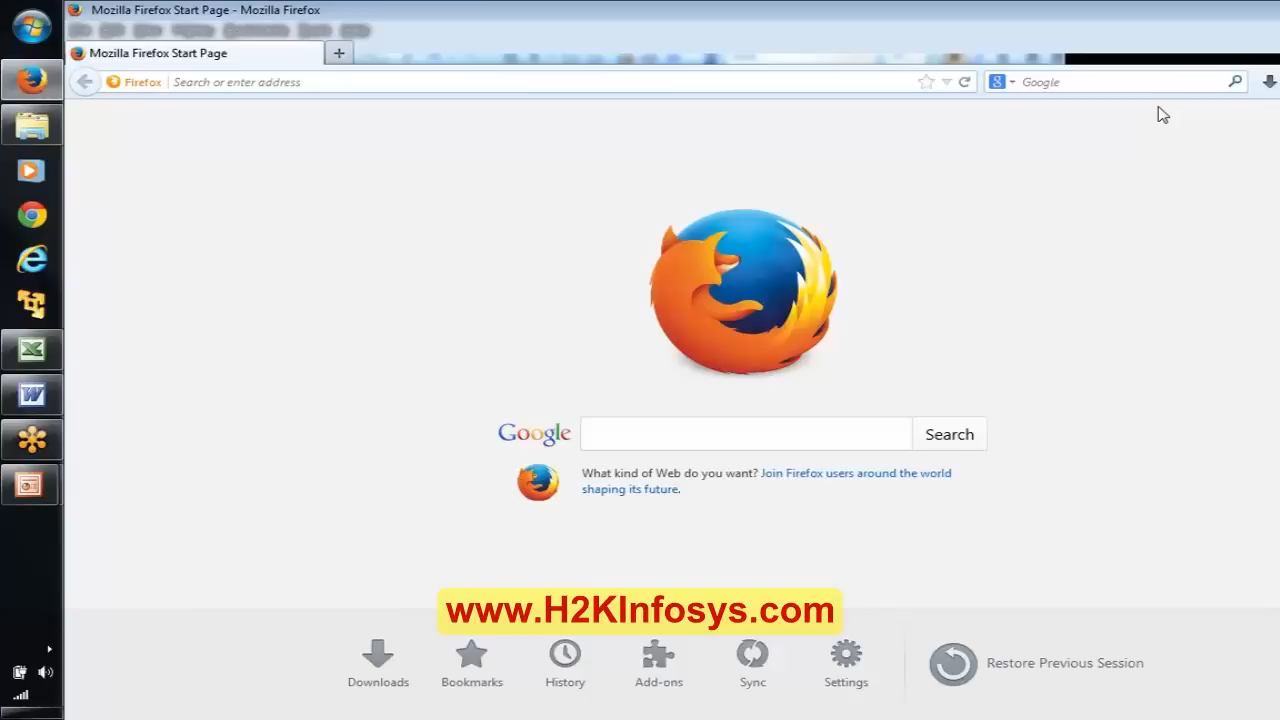 Mozilla Firefox Start Page - Mozilla Firefox
Mozilla Firefox Start Page
Firefox Search or enter address
Google
Google Search
What kind of Web do you want? Join Firefox users around the world
shaping its future.
www.H2KInfosys.com
Downloads Bookmarks History Add-ons Sync Settings Restore Previous Session